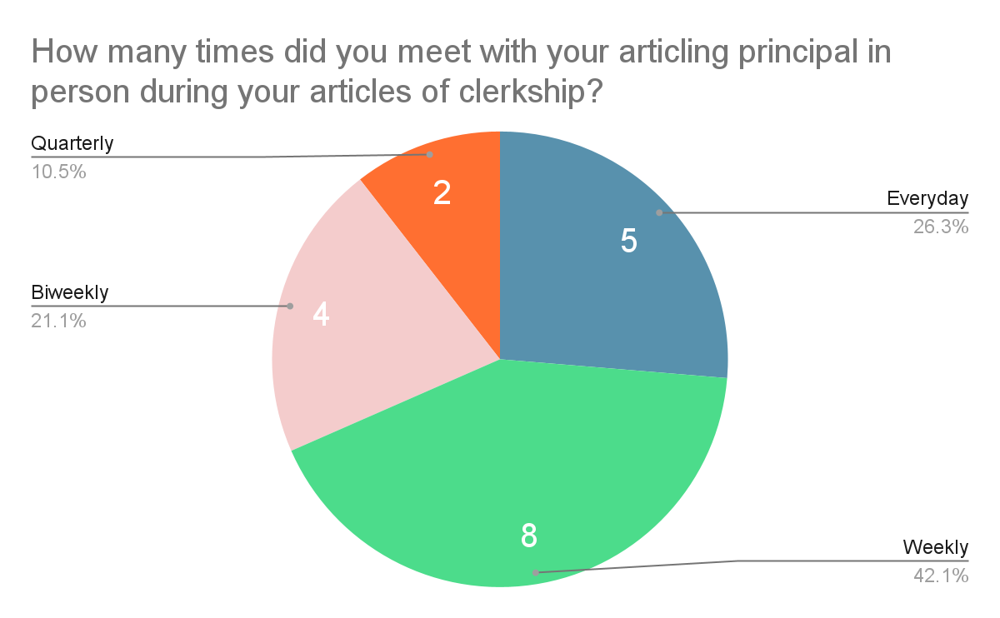 How many times did you meet with your articling principal in
person during your articles of clerkship?
Quarterly
10.5%
2
Everyday
26.3%
5
Biweekly
21.1%
4
8
Weekly
42.1%